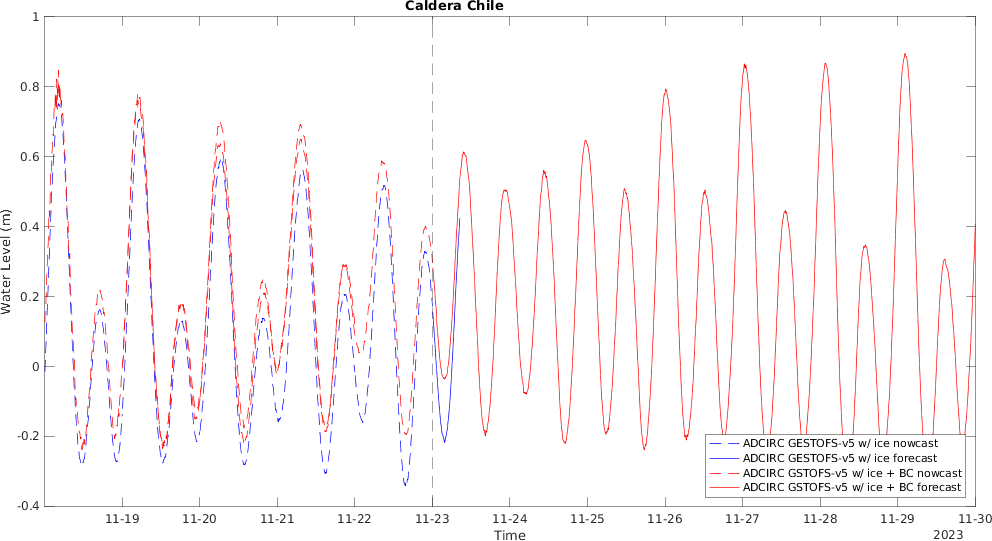 Caldera Chile
1
0.8
0.6
0.4
0.2
0
-0.2
-0.4
Water Level (m)
ADCIRC GESTOFS-v5 w/ ice nowcast
ADCIRC GESTOFS-v5 w/ ice forecast
ADCIRC GSTOFS-v5 w/ ice + BC nowcast
ADCIRC GSTOFS-v5 w/ ice + BC forecast
11-19 11-20 11-21 11-22 11-23 11-24 11-25 11-26 11-27 11-28 11-29 11-30
Time
2023